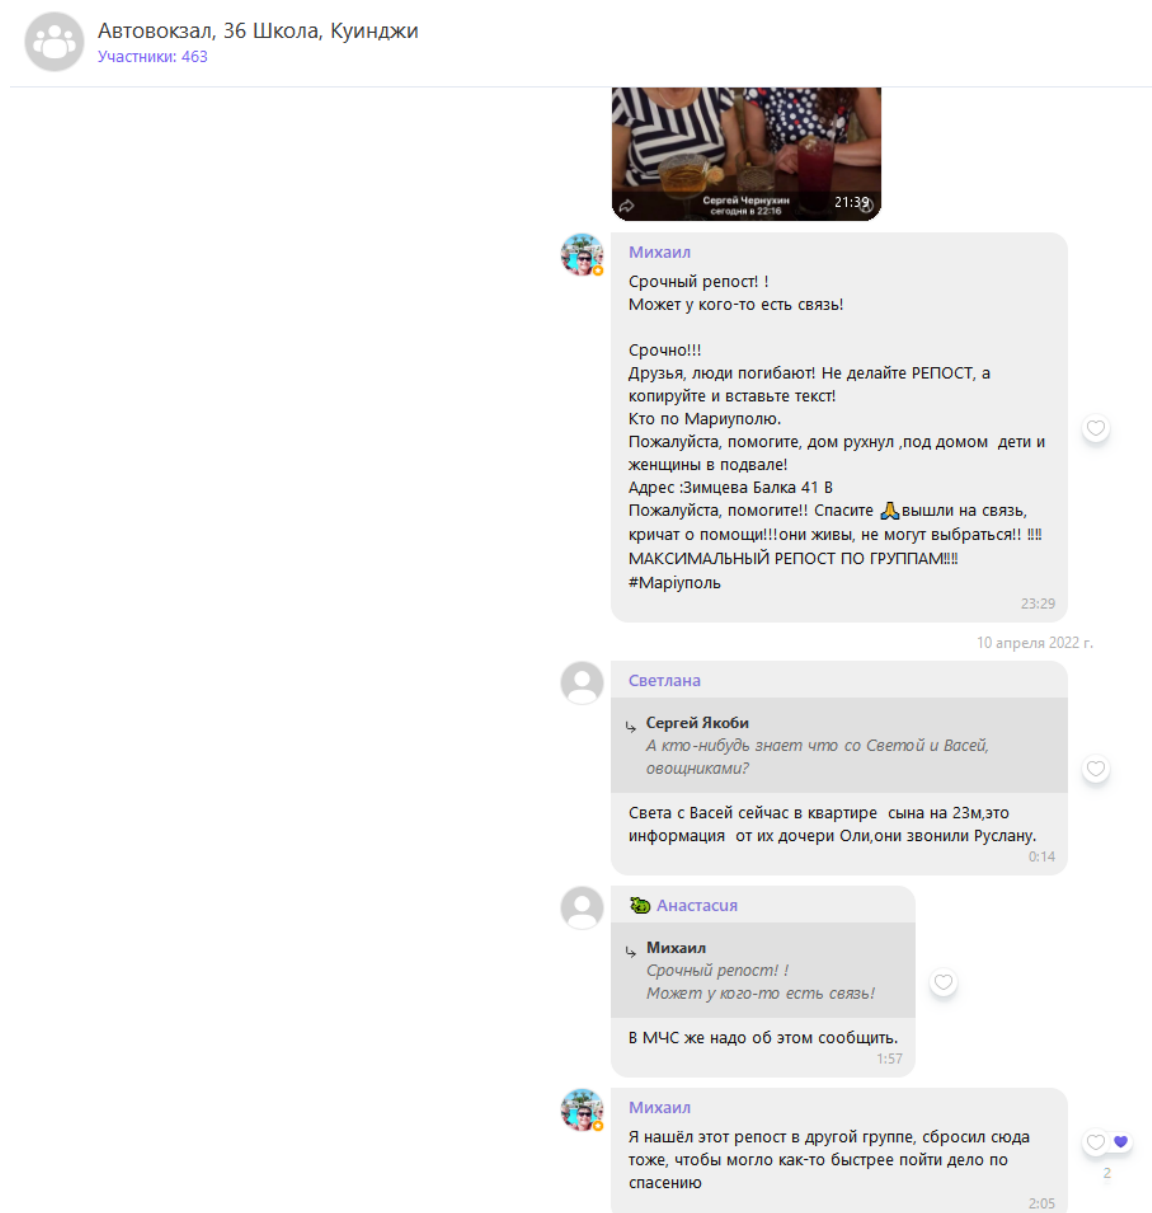 Автовокзал, 36 Школа, Куинджи
Участники: 463
Сергей Чернухин
сегодня в 22:16
21:39
Михаил
Срочный репост! !
Может у кого-то есть связь!
Срочно!!!
Друзья, люди погибают! Не делайте РЕПОСТ, а
копируйте и вставьте текст!
Кто по Мариуполю.
Пожалуйста, помогите, дом рухнул ,под домом  дети и
женщины в подвале!
Адрес :Зимцева Балка 41 В
Пожалуйста, помогите!! Спасите 🙏вышли на связь,
кричат о помощи!!!они живы, не могут выбраться!! ‼‼
МАКСИМАЛЬНЫЙ РЕПОСТ ПО ГРУППАМ‼‼
#Маріуполь
23:29
10 апреля 2022 г.
Светлана
Сергей Якоби
А кто-нибудь знает что со Светой и Васей,
овощниками?
Света с Васей сейчас в квартире  сына на 23м,это
информация  от их дочери Оли,они звонили Руслану.
0:14
Анастасия
Михаил
Срочный репост! !
Может у кого-то есть связь!
В МЧС же надо об этом сообщить.
1:57
Михаил
Я нашёл этот репост в другой группе, сбросил сюда
тоже, чтобы могло как-то быстрее пойти дело по
спасению
2
2:05